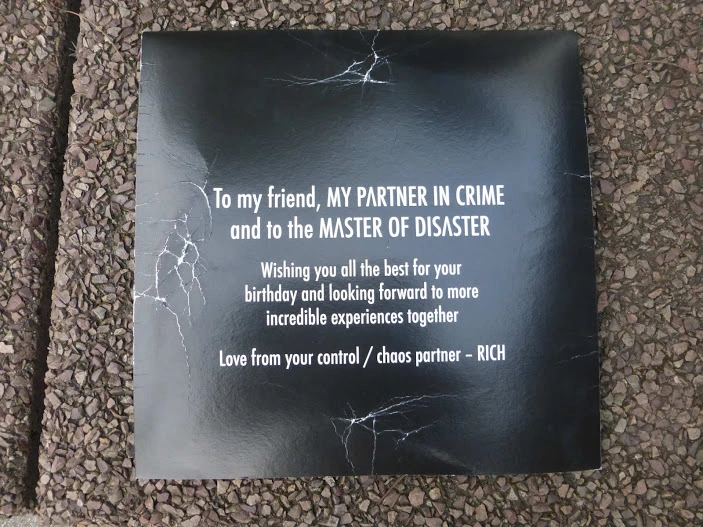 To my friend, MY PARTNER IN CRIME
and to the MASTER OF DISASTER
Wishing you all the best for your
birthday and looking forward to more
incredible experiences together
Love from your control / chaos partner – RICH